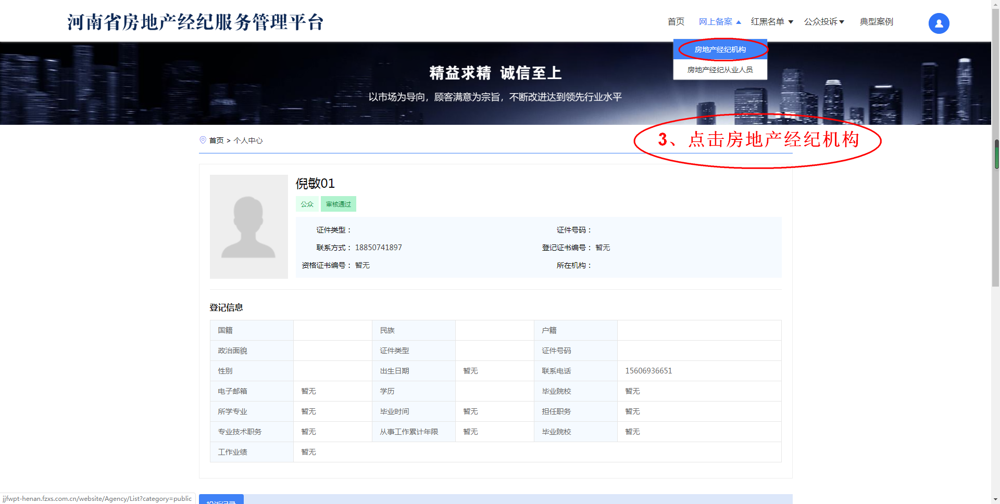 河南省房地产经纪服务管理平台
首页 网上备案 红黑名单 公众投诉 典型案例
房地产经纪机构
房地产经纪从业人员
精益求精 诚信至上
以市场为导向，顾客满意为宗旨，不断改进达到领先行业水平
首页 > 个人中心
3、点击房地产经纪机构
倪敏01
公众 审核通过
证件类型： 证件号码：
联系方式： 18850741897 登记证书编号： 暂无
资格证书编号： 暂无 所在机构：
登记信息
国籍 民族 户籍
政治面貌 证件类型 证件号码
性别 出生日期 暂无 联系电话 15606936651
电子邮箱 暂无 学历 毕业院校 暂无
所学专业 暂无 毕业时间 暂无 担任职务 暂无
专业技术职务 暂无 从事工作累计年限 暂无 毕业院校 暂无
工作业绩 暂无
投诉记录
jjfwpt-henan.fzxs.com.cn/website/Agency/List?category=public